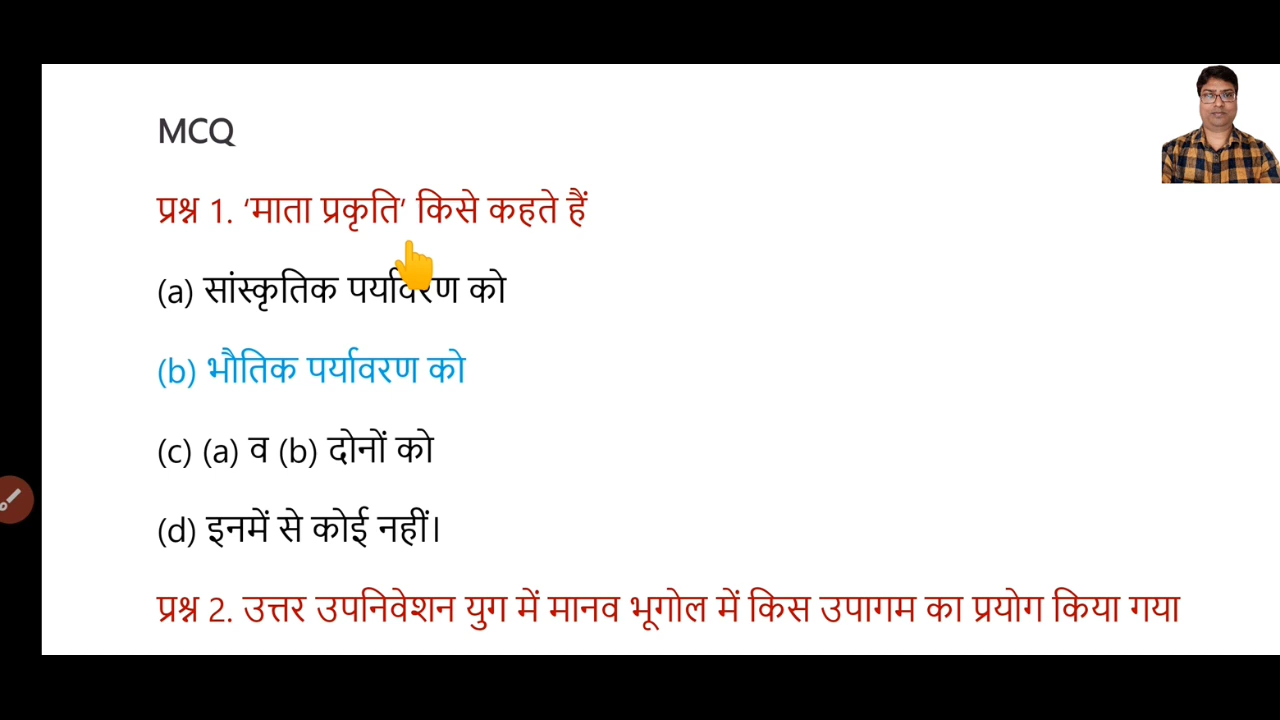 MCQ
प्रश्न 1. ‘माता प्रकृति’ किसे कहते हैं
(a) सांस्कृतिक पर्यावरण को
(b) भौतिक पर्यावरण को
(c) (a) व (b) दोनों को
(d) इनमें से कोई नहीं।
प्रश्न 2. उत्तर उपनिवेशन युग में मानव भूगोल में किस उपागम का प्रयोग किया गया